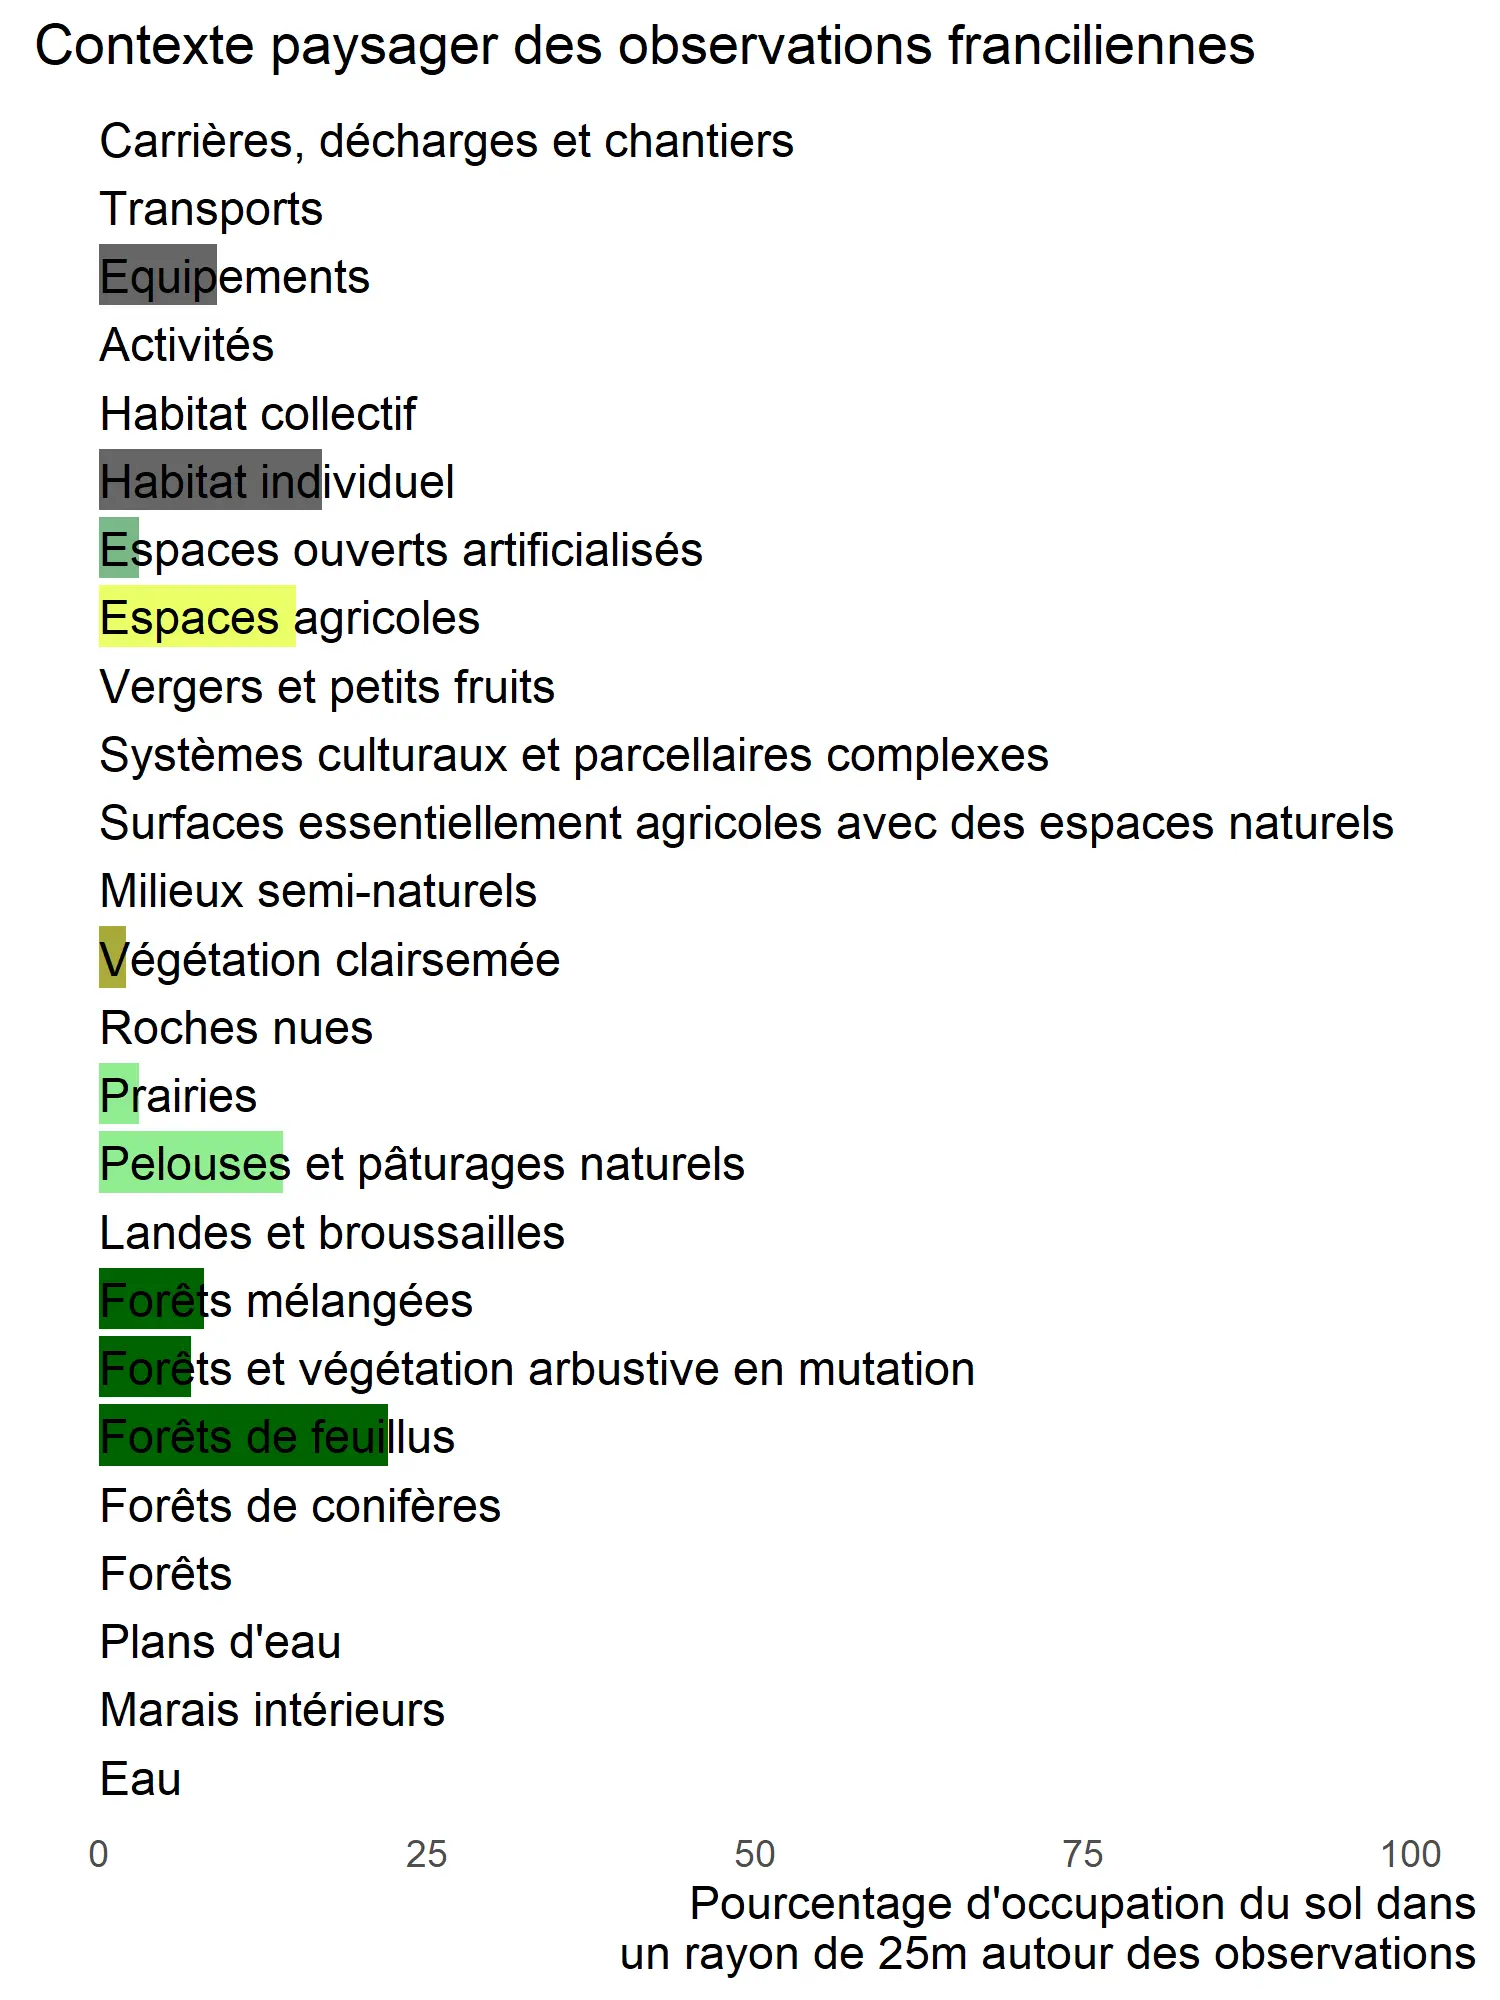 Contexte paysager des observations franciliennes
Carrières, décharges et chantiers
Transports
Equipements
Activités
Habitat collectif
Habitat individuel
Espaces ouverts artificialisés
Espaces agricoles
Vergers et petits fruits
Systèmes culturaux et parcellaires complexes
Surfaces essentiellement agricoles avec des espaces naturels
Milieux semi-naturels
Végétation clairsemée
Roches nues
Prairies
Pelouses et pâturages naturels
Landes et broussailles
Forêts mélangées
Forêts et végétation arbustive en mutation
Forêts de feuillus
Forêts de conifères
Forêts
Plans d'eau
Marais intérieurs
Eau
0 25 50 75 100
Pourcentage d'occupation du sol dans
un rayon de 25m autour des observations